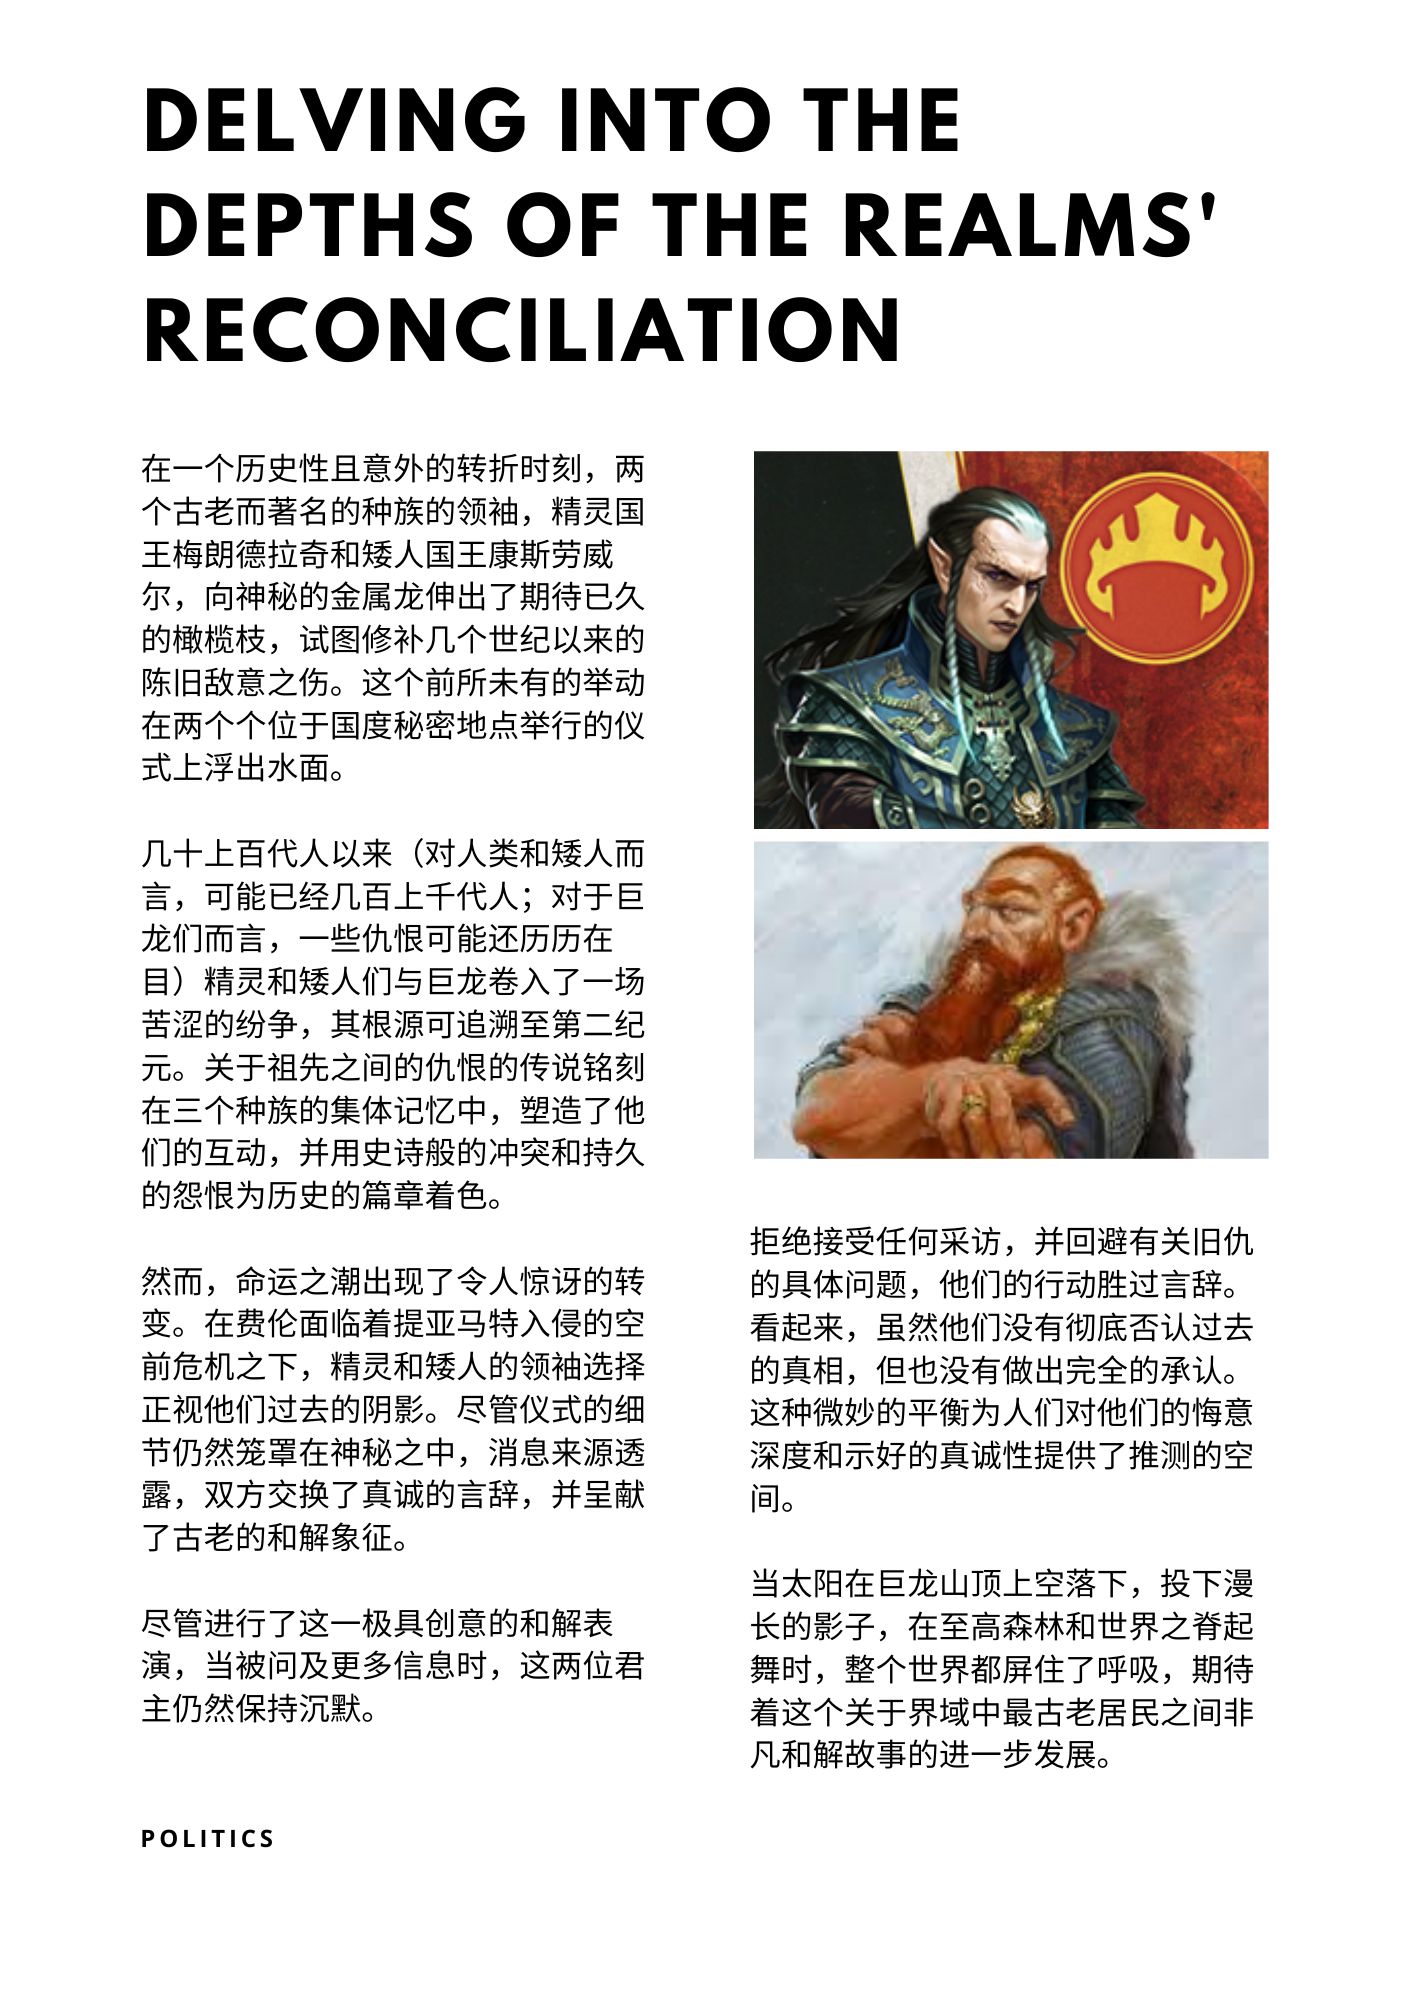 DELVING INTO THE
DEPTHS OF THE REALMS'
RECONCILIATION
在一个历史性且意外的转折时刻，两
个古老而著名的种族的领袖，精灵国
王梅朗德拉奇和矮人国王康斯劳威
尔，向神秘的金属龙伸出了期待已久
的橄榄枝，试图修补几个世纪以来的
陈旧敌意之伤。这个前所未有的举动
在两个个位于国度秘密地点举行的仪
式上浮出水面。
几十上百代人以来（对人类和矮人而
言，可能已经几百上千代人；对于巨
龙们而言，一些仇恨可能还历历在
目）精灵和矮人们与巨龙卷入了一场
苦涩的纷争，其根源可追溯至第二纪
元。关于祖先之间的仇恨的传说铭刻
在三个种族的集体记忆中，塑造了他
们的互动，并用史诗般的冲突和持久
的怨恨为历史的篇章着色。
然而，命运之潮出现了令人惊讶的转
变。在费伦面临着提亚马特入侵的空
前危机之下，精灵和矮人的领袖选择
正视他们过去的阴影。尽管仪式的细
节仍然笼罩在神秘之中，消息来源透
露，双方交换了真诚的言辞，并呈献
了古老的和解象征。
尽管进行了这一极具创意的和解表
演，当被问及更多信息时，这两位君
主仍然保持沉默。
拒绝接受任何采访，并回避有关旧仇
的具体问题，他们的行动胜过言辞。
看起来，虽然他们没有彻底否认过去
的真相，但也没有做出完全的承认。
这种微妙的平衡为人们对他们的悔意
深度和示好的真诚性提供了推测的空
间。
当太阳在巨龙山顶上空落下，投下漫
长的影子，在至高森林和世界之脊起
舞时，整个世界都屏住了呼吸，期待
着这个关于界域中最古老居民之间非
凡和解故事的进一步发展。
POLITICS